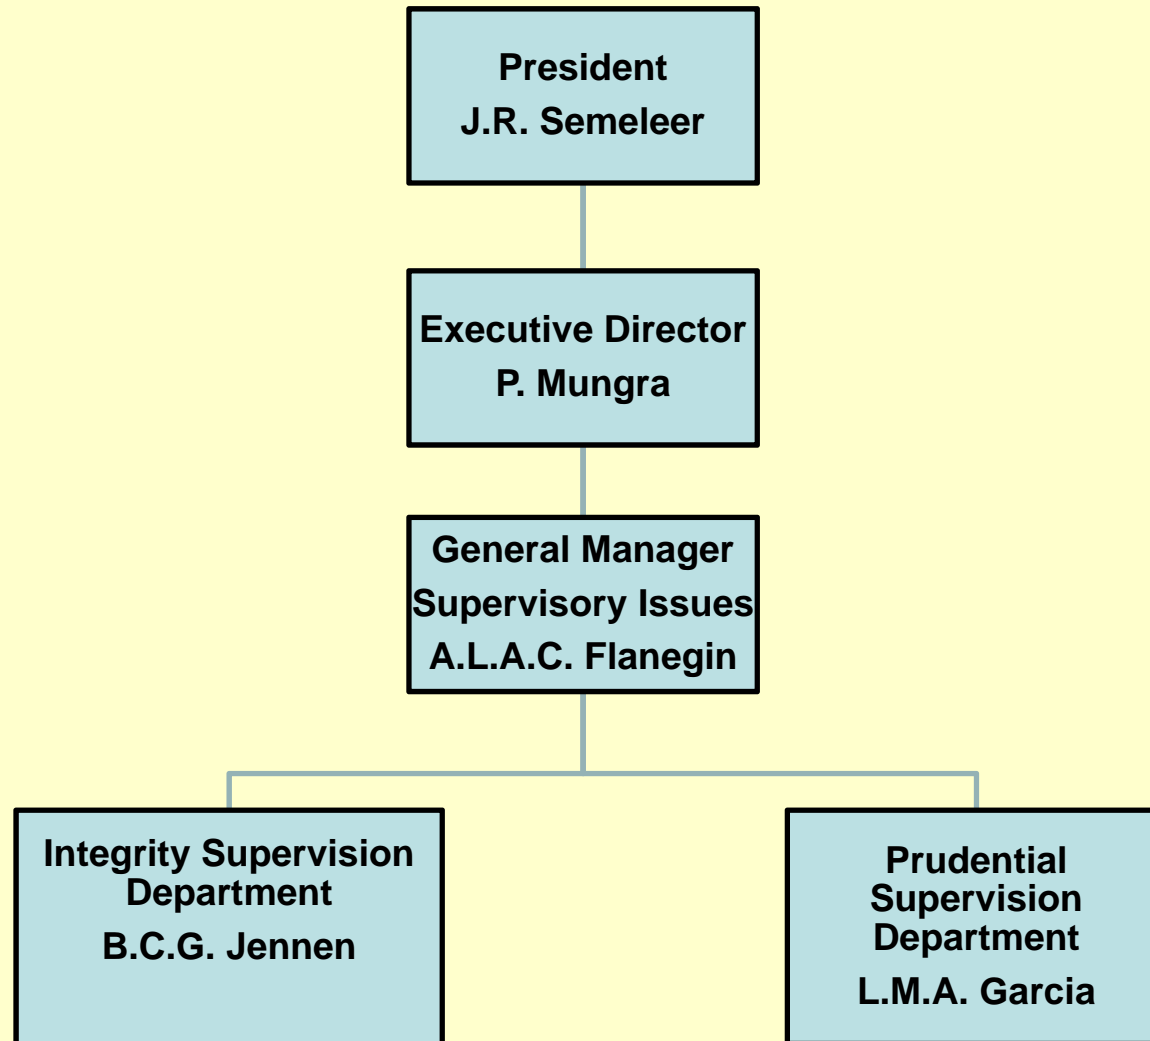 President
J.R. Semeleer
Executive Director
P. Mungra
General Manager
Supervisory Issues
A.L.A.C. Flanegin
Integrity Supervision
Department
B.C.G. Jennen
Prudential
Supervision
Department
L.M.A. Garcia